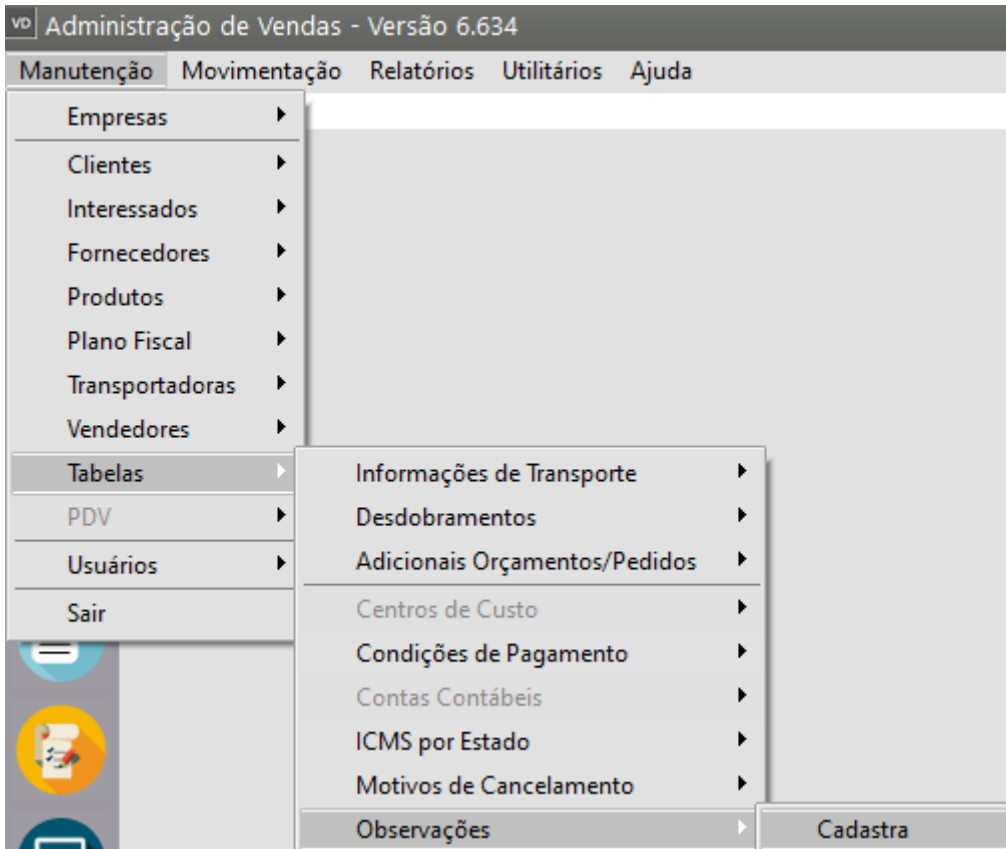 VD Administração de Vendas - Versão 6.634
Manutenção Movimentação Relatórios Utilitários Ajuda
Empresas
Clientes
Interessados
Fornecedores
Produtos
Plano Fiscal
Transportadoras
Vendedores
Tabelas
PDV
Usuários
Sair
Informações de Transporte
Desdobramentos
Adicionais Orçamentos/Pedidos
Centros de Custo
Condições de Pagamento
Contas Contábeis
ICMS por Estado
Motivos de Cancelamento
Observações
Cadastra